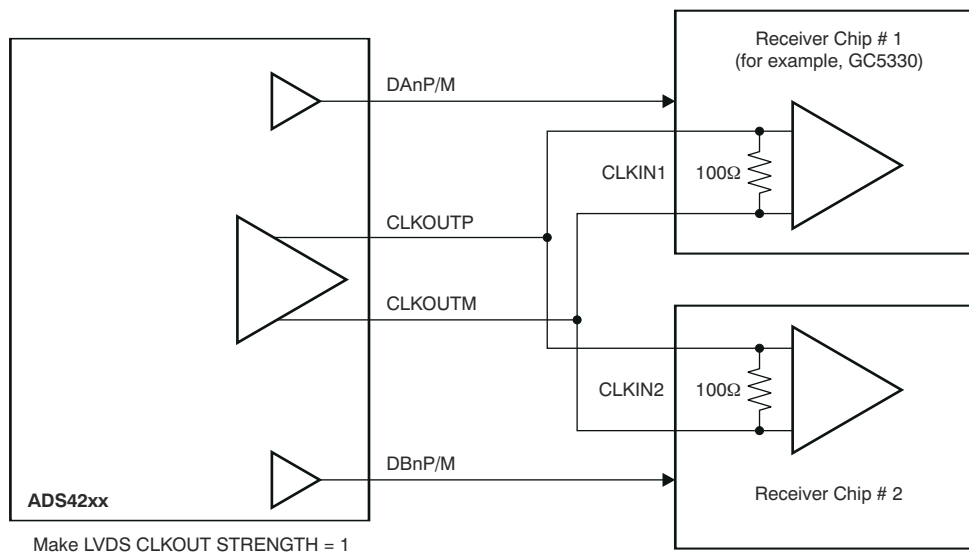 Receiver Chip # 1
(for example, GC5330)
DAnP/M
CLKIN1
100Ω
CLKOUTP
CLKOUTM
CLKIN2
100Ω
DBnP/M
ADS42xx
Receiver Chip # 2
Make LVDS CLKOUT STRENGTH = 1